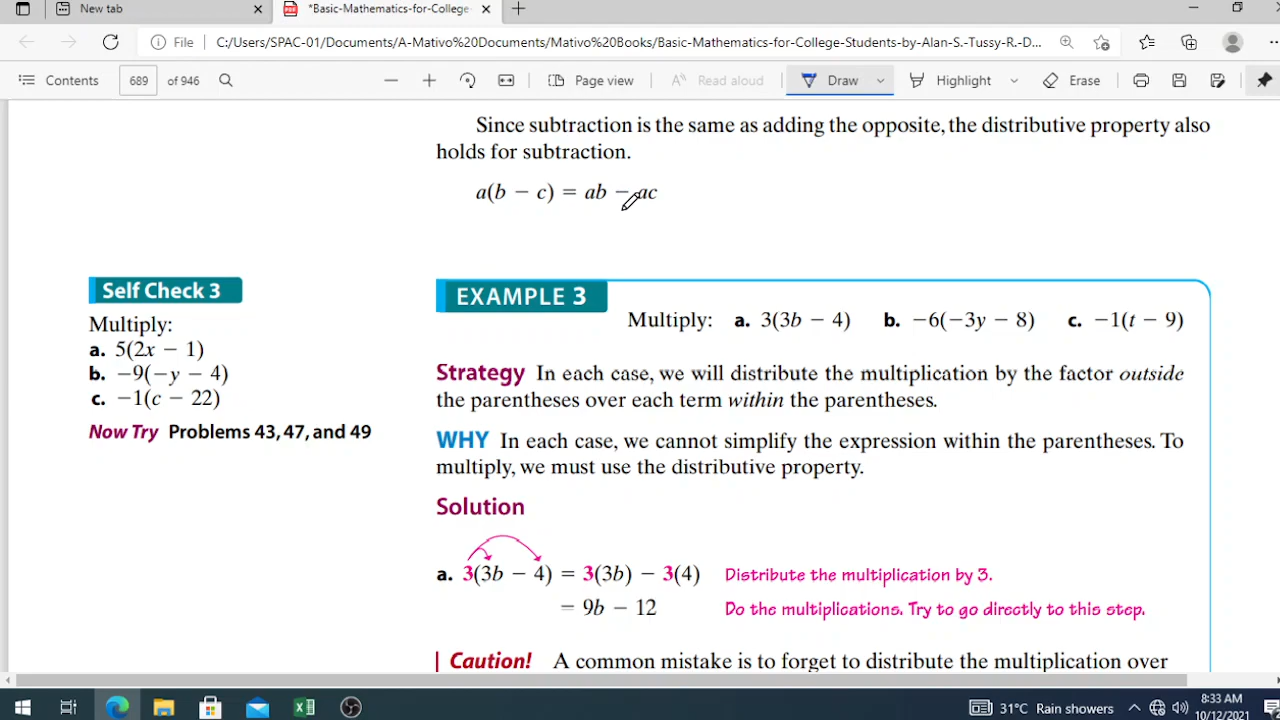 New tab
*Basic-Mathematics-for-College-
File
C:/Users/SPAC-01/Documents/A-Mativo%20Documents/Mativo%20Books/Basic-Mathematics-for-College-Students-by-Alan-S.-Tussy-R.-D...
Contents 689 of 946 Page view Read aloud Draw Highlight Erase
Since subtraction is the same as adding the opposite, the distributive property also
holds for subtraction.
a(b − c) = ab − ac
Self Check 3
Multiply:
a. 5(2x − 1)
b. −9(−y − 4)
c. −1(c − 22)
Now Try Problems 43, 47, and 49
EXAMPLE 3
Multiply: a. 3(3b − 4) b. −6(−3y − 8) c. −1(t − 9)
Strategy In each case, we will distribute the multiplication by the factor outside
the parentheses over each term within the parentheses.
WHY In each case, we cannot simplify the expression within the parentheses. To
multiply, we must use the distributive property.
Solution
a. 3(3b − 4) = 3(3b) − 3(4) Distribute the multiplication by 3.
= 9b − 12 Do the multiplications. Try to go directly to this step.
Caution! A common mistake is to forget to distribute the multiplication over
31°C Rain showers
8:33 AM
10/12/2021